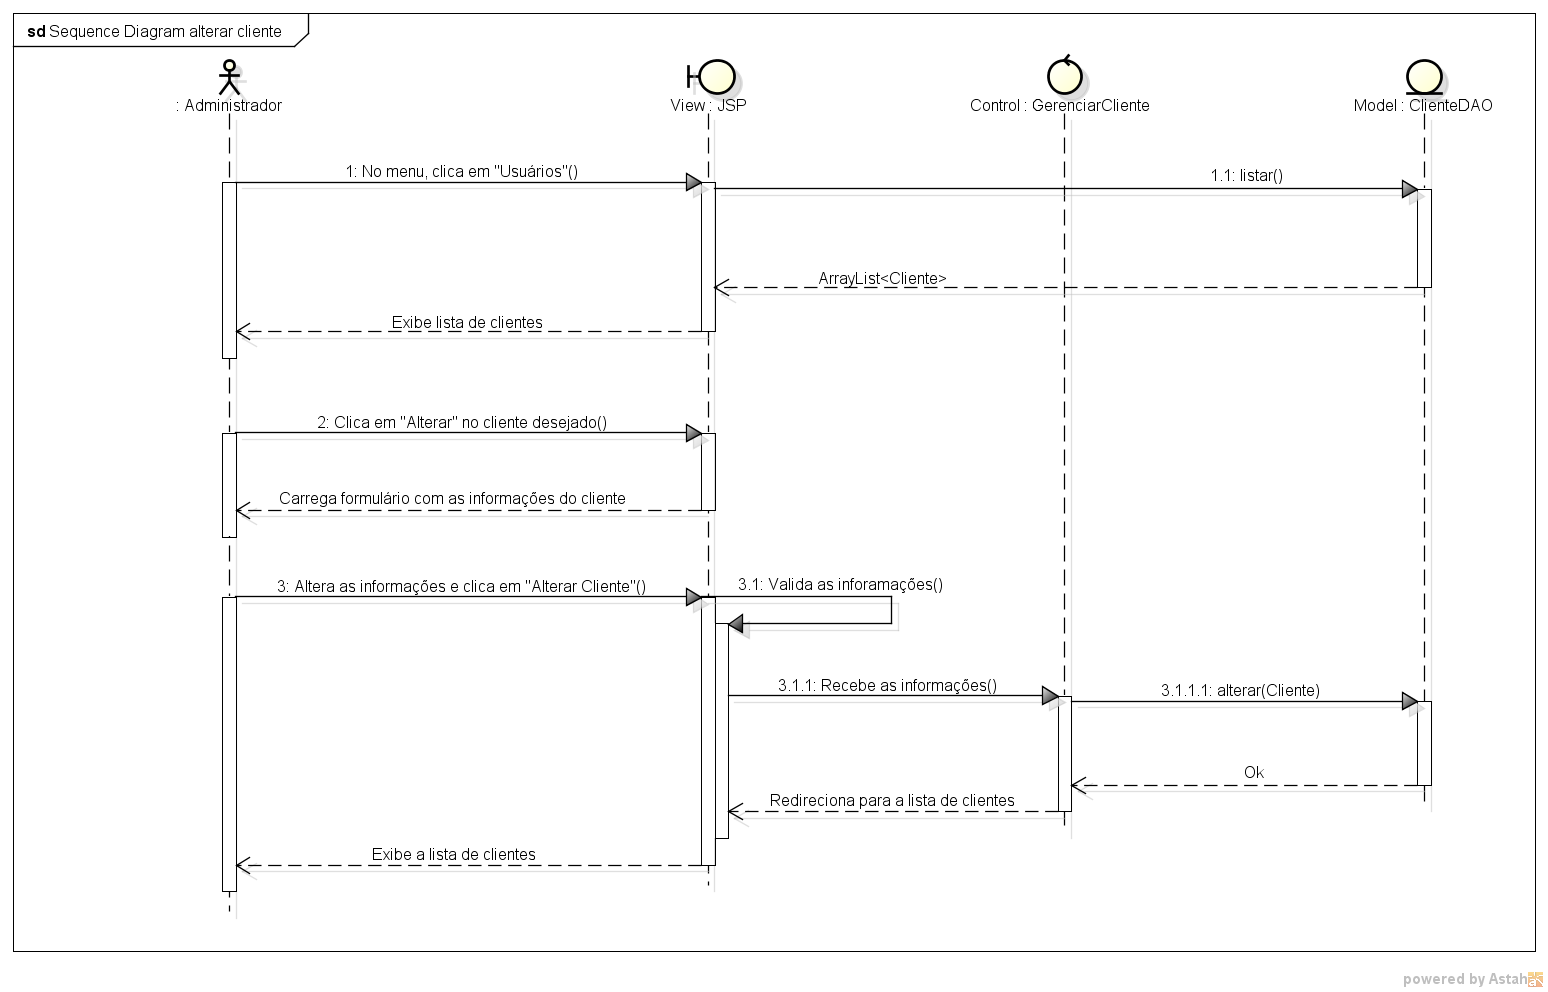 sd Sequence Diagram alterar cliente
: Administrador
View : JSP
Control : GerenciarCliente
Model : ClienteDAO
1: No menu, clica em "Usuários"()
1.1: listar()
ArrayList<Cliente>
Exibe lista de clientes
2: Clica em "Alterar" no cliente desejado()
Carrega formulário com as informações do cliente
3: Altera as informações e clica em "Alterar Cliente"()
3.1: Valida as inforamações()
3.1.1: Recebe as informações()
3.1.1.1: alterar(Cliente)
Ok
Redireciona para a lista de clientes
Exibe a lista de clientes
powered by Astah